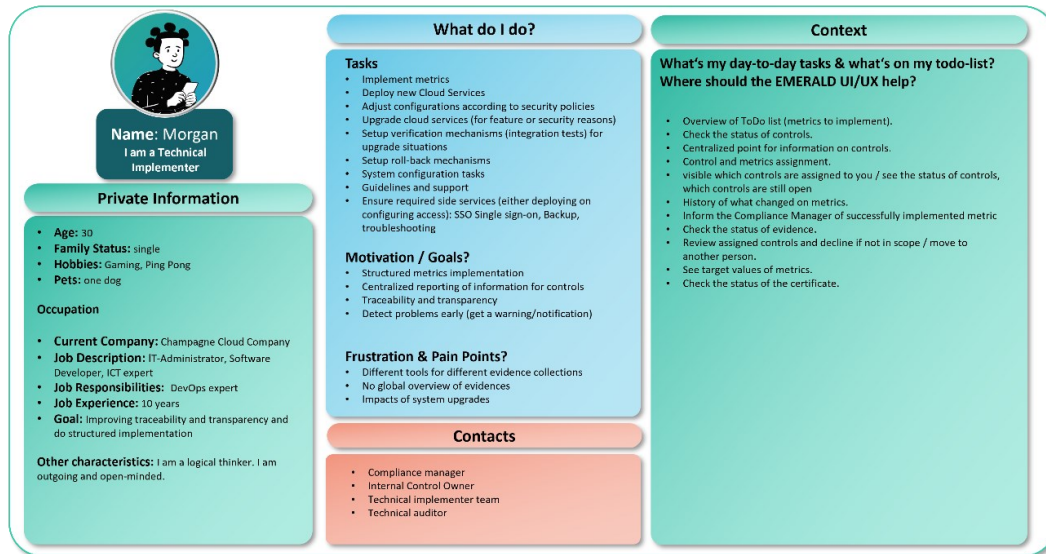 Name: Morgan
I am a Technical
Implementer
Private Information
• Age: 30
• Family Status: single
• Hobbies: Gaming, Ping Pong
• Pets: one dog
Occupation
• Current Company: Champagne Cloud Company
• Job Description: IT-Administrator, Software
Developer, ICT expert
• Job Responsibilities: DevOps expert
• Job Experience: 10 years
• Goal: Improving traceability and transparency and
do structured implementation
Other characteristics: I am a logical thinker. I am
outgoing and open-minded.
What do I do?
Tasks
• Implement metrics
• Deploy new Cloud Services
• Adjust configurations according to security policies
• Upgrade cloud services (for feature or security reasons)
• Setup verification mechanisms (integration tests) for
upgrade situations
• Setup roll-back mechanisms
• System configuration tasks
• Guidelines and support
• Ensure required side services (either deploying on
configuring access): SSO Single sign-on, Backup,
troubleshooting
Motivation / Goals?
• Structured metrics implementation
• Centralized reporting of information for controls
• Traceability and transparency
• Detect problems early (get a warning/notification)
Frustration & Pain Points?
• Different tools for different evidence collections
• No global overview of evidences
• Impacts of system upgrades
Contacts
• Compliance manager
• Internal Control Owner
• Technical implementer team
• Technical auditor
Context
What's my day-to-day tasks & what's on my todo-list?
Where should the EMERALD UI/UX help?
• Overview of ToDo list (metrics to implement).
• Check the status of controls.
• Centralized point for information on controls.
• Control and metrics assignment.
• visible which controls are assigned to you / see the status of controls,
which controls are still open
• History of what changed on metrics.
• Inform the Compliance Manager of successfully implemented metric
• Check the status of evidence.
• Review assigned controls and decline if not in scope / move to
another person.
• See target values of metrics.
• Check the status of the certificate.